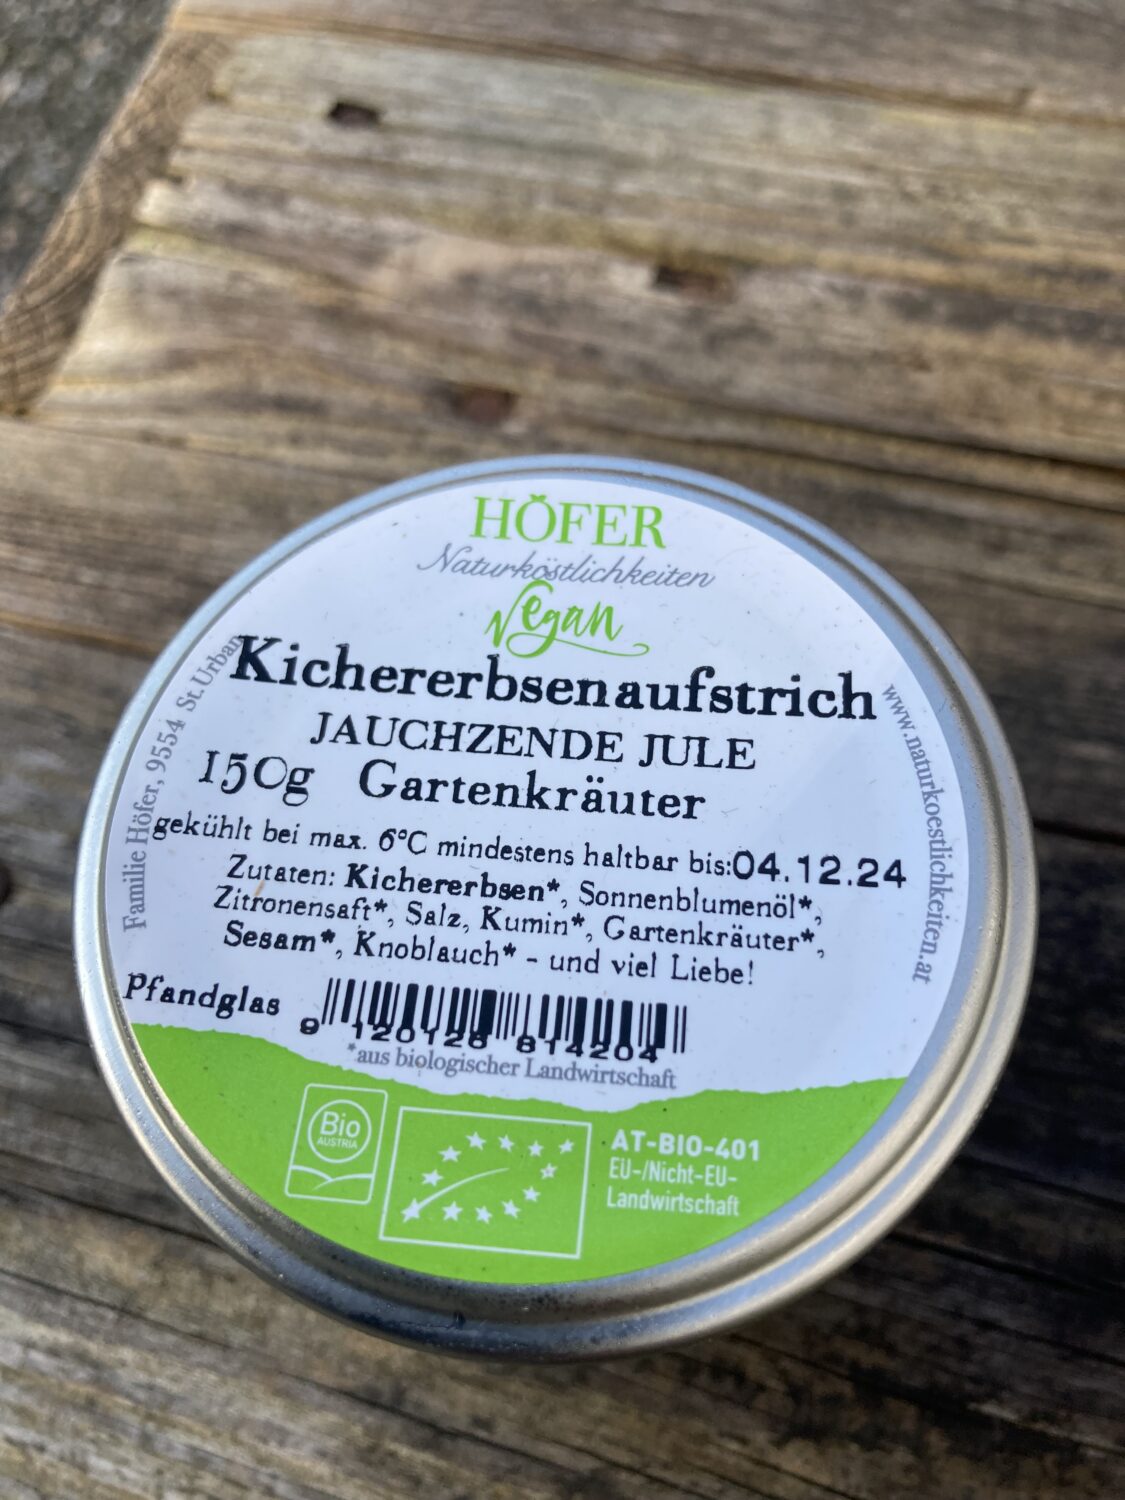 HÖFER
Naturköstlichkeiten
Vegan
Kichererbsenaufstrich
JAUCHZENDE JULE
150g Gartenkräuter
gekühlt bei max. 6°C mindestens haltbar bis:04.12.24
Zutaten: Kichererbsen*, Sonnenblumenöl*,
Zitronensaft*, Salz, Kumin*, Gartenkräuter*,
Sesam*, Knoblauch* - und viel Liebe!
Pfandglas
9 120126 814204
*aus biologischer Landwirtschaft
Familie Höfer, 9554 St. Urban
www.naturkoestlichkeiten.at
Bio
AUSTRIA
AT-BIO-401
EU-/Nicht-EU-
Landwirtschaft